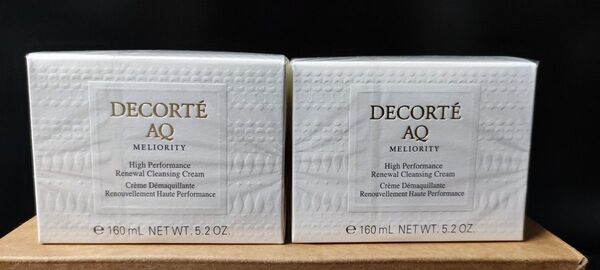 DECORTÉ
AQ
MELIORITY
High Performance
Renewal Cleansing Cream
Crème Démaquillante
Renouvellement Haute Performance
℮ 160 mL NET WT. 5.2 OZ.
DECORTÉ
AQ
MELIORITY
High Performance
Renewal Cleansing Cream
Crème Démaquillante
Renouvellement Haute Performance
℮ 160 mL NET WT. 5.2 OZ.